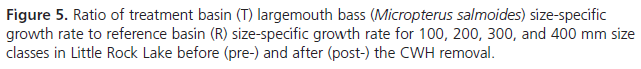 Figure 5. Ratio of treatment basin (T) largemouth bass (Micropterus salmoides) size-specific
growth rate to reference basin (R) size-specific growth rate for 100, 200, 300, and 400 mm size
classes in Little Rock Lake before (pre-) and after (post-) the CWH removal.